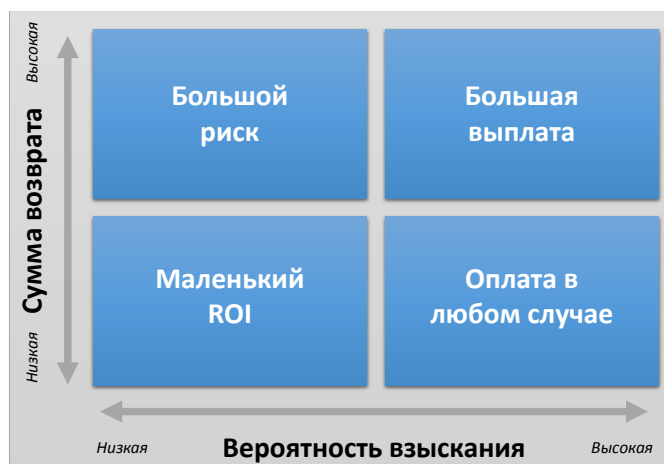 Высокая
Большой
риск
Большая
выплата
Сумма возврата
Маленький
ROI
Оплата в
любом случае
Низкая
Низкая
Вероятность взыскания
Высокая